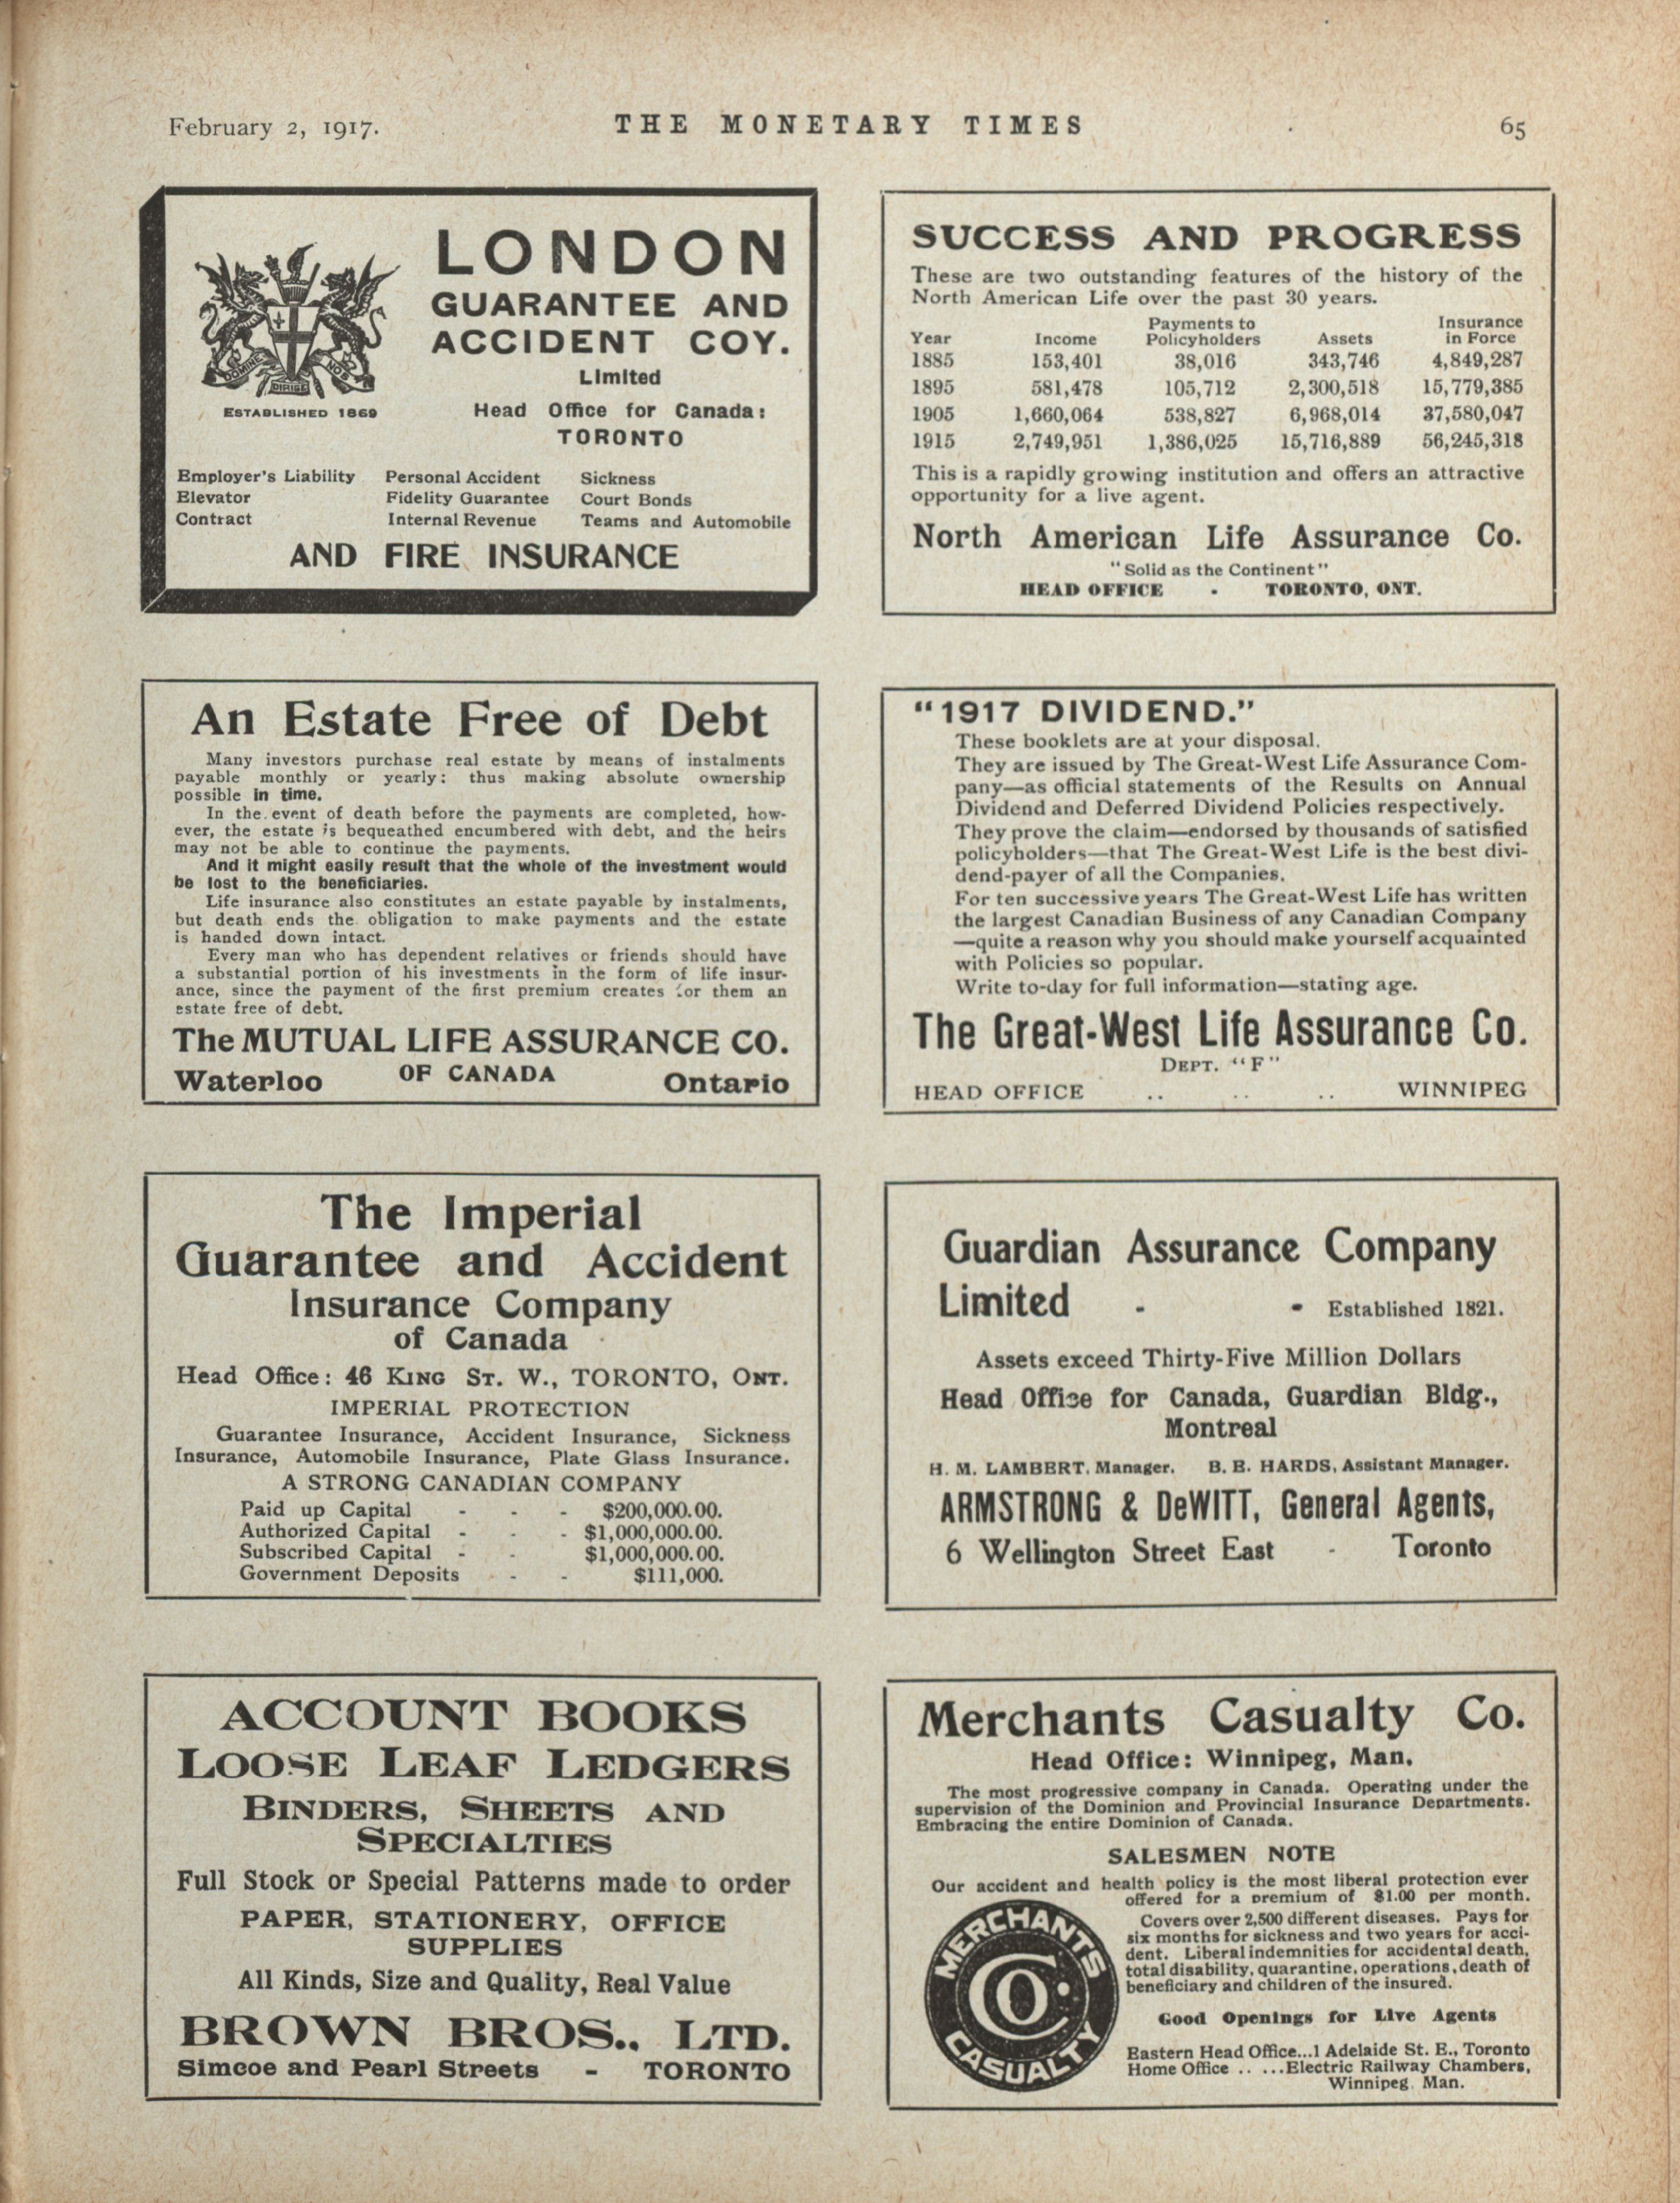 February 2, 1917.
THE MONETARY TIMES
65
LONDON
GUARANTEE AND
ACCIDENT COY.
Limited
DOMINE DIRIGE NOS
ESTABLISHED 1869
Head Office for Canada:
TORONTO
Employer's Liability Personal Accident Sickness
Elevator Fidelity Guarantee Court Bonds
Contract Internal Revenue Teams and Automobile
AND FIRE INSURANCE
SUCCESS AND PROGRESS
These are two outstanding features of the history of the
North American Life over the past 30 years.
Year Income Payments to Policyholders Assets Insurance in Force
1885 153,401 38,016 343,746 4,849,287
1895 581,478 105,712 2,300,518 15,779,385
1905 1,660,064 538,827 6,968,014 37,580,047
1915 2,749,951 1,386,025 15,716,889 56,245,318
This is a rapidly growing institution and offers an attractive
opportunity for a live agent.
North American Life Assurance Co.
"Solid as the Continent"
HEAD OFFICE - TORONTO, ONT.
An Estate Free of Debt
Many investors purchase real estate by means of instalments
payable monthly or yearly: thus making absolute ownership
possible in time.
In the event of death before the payments are completed, how-
ever, the estate is bequeathed encumbered with debt, and the heirs
may not be able to continue the payments.
And it might easily result that the whole of the investment would
be lost to the beneficiaries.
Life insurance also constitutes an estate payable by instalments,
but death ends the obligation to make payments and the estate
is handed down intact.
Every man who has dependent relatives or friends should have
a substantial portion of his investments in the form of life insur-
ance, since the payment of the first premium creates for them an
estate free of debt.
The MUTUAL LIFE ASSURANCE CO.
Waterloo OF CANADA Ontario
"1917 DIVIDEND."
These booklets are at your disposal.
They are issued by The Great-West Life Assurance Com-
pany—as official statements of the Results on Annual
Dividend and Deferred Dividend Policies respectively.
They prove the claim—endorsed by thousands of satisfied
policyholders—that The Great-West Life is the best divi-
dend-payer of all the Companies.
For ten successive years The Great-West Life has written
the largest Canadian Business of any Canadian Company
—quite a reason why you should make yourself acquainted
with Policies so popular.
Write to-day for full information—stating age.
The Great-West Life Assurance Co.
DEPT. "F"
HEAD OFFICE .. .. .. WINNIPEG
The Imperial
Guarantee and Accident
Insurance Company
of Canada
Head Office: 46 KING ST. W., TORONTO, ONT.
IMPERIAL PROTECTION
Guarantee Insurance, Accident Insurance, Sickness
Insurance, Automobile Insurance, Plate Glass Insurance.
A STRONG CANADIAN COMPANY
Paid up Capital - - - $200,000.00.
Authorized Capital - - - $1,000,000.00.
Subscribed Capital - - $1,000,000.00.
Government Deposits - - $111,000.
Guardian Assurance Company
Limited - - Established 1821.
Assets exceed Thirty-Five Million Dollars
Head Office for Canada, Guardian Bldg.,
Montreal
H. M. LAMBERT, Manager. B. E. HARDS, Assistant Manager.
ARMSTRONG & DeWITT, General Agents,
6 Wellington Street East - Toronto
ACCOUNT BOOKS
LOOSE LEAF LEDGERS
BINDERS, SHEETS AND
SPECIALTIES
Full Stock or Special Patterns made to order
PAPER, STATIONERY, OFFICE
SUPPLIES
All Kinds, Size and Quality, Real Value
BROWN BROS., LTD.
Simcoe and Pearl Streets - TORONTO
Merchants Casualty Co.
Head Office: Winnipeg, Man.
The most progressive company in Canada. Operating under the
supervision of the Dominion and Provincial Insurance Departments.
Embracing the entire Dominion of Canada.
SALESMEN NOTE
Our accident and health policy is the most liberal protection ever
offered for a premium of $1.00 per month.
Covers over 2,500 different diseases. Pays for
six months for sickness and two years for acci-
dent. Liberal indemnities for accidental death,
total disability, quarantine, operations, death of
beneficiary and children of the insured.
MERCHANTS CASUALTY Co.
Good Openings for Live Agents
Eastern Head Office...1 Adelaide St. E., Toronto
Home Office .. ...Electric Railway Chambers,
Winnipeg, Man.